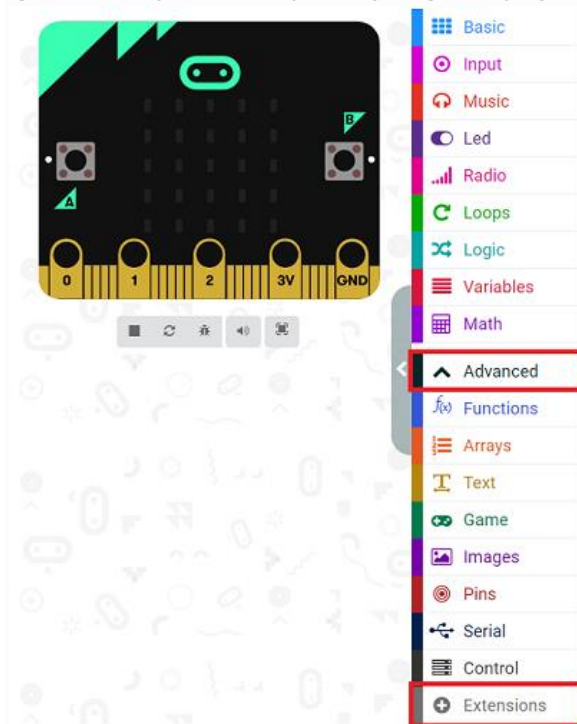 B
A
0 1 2 3V GND
Basic
Input
Music
Led
Radio
Loops
Logic
Variables
Math
Advanced
f(x) Functions
Arrays
Text
Game
Images
Pins
Serial
Control
Extensions